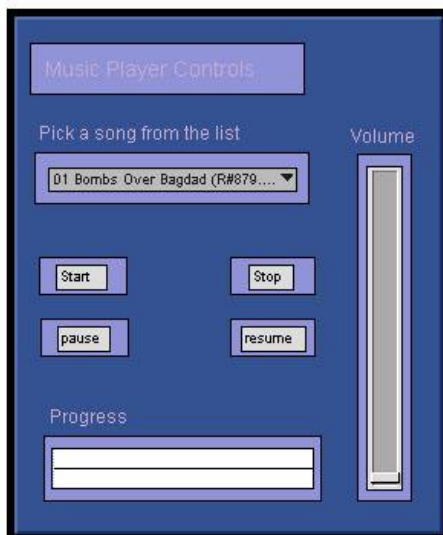 Music Player Controls
Pick a song from the list
Volume
01 Bombs Over Bagdad (R#879....
Start
Stop
pause
resume
Progress